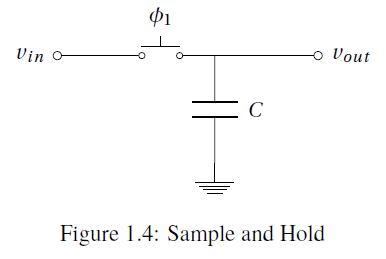 ϕ1
vin
vout
C
Figure 1.4: Sample and Hold